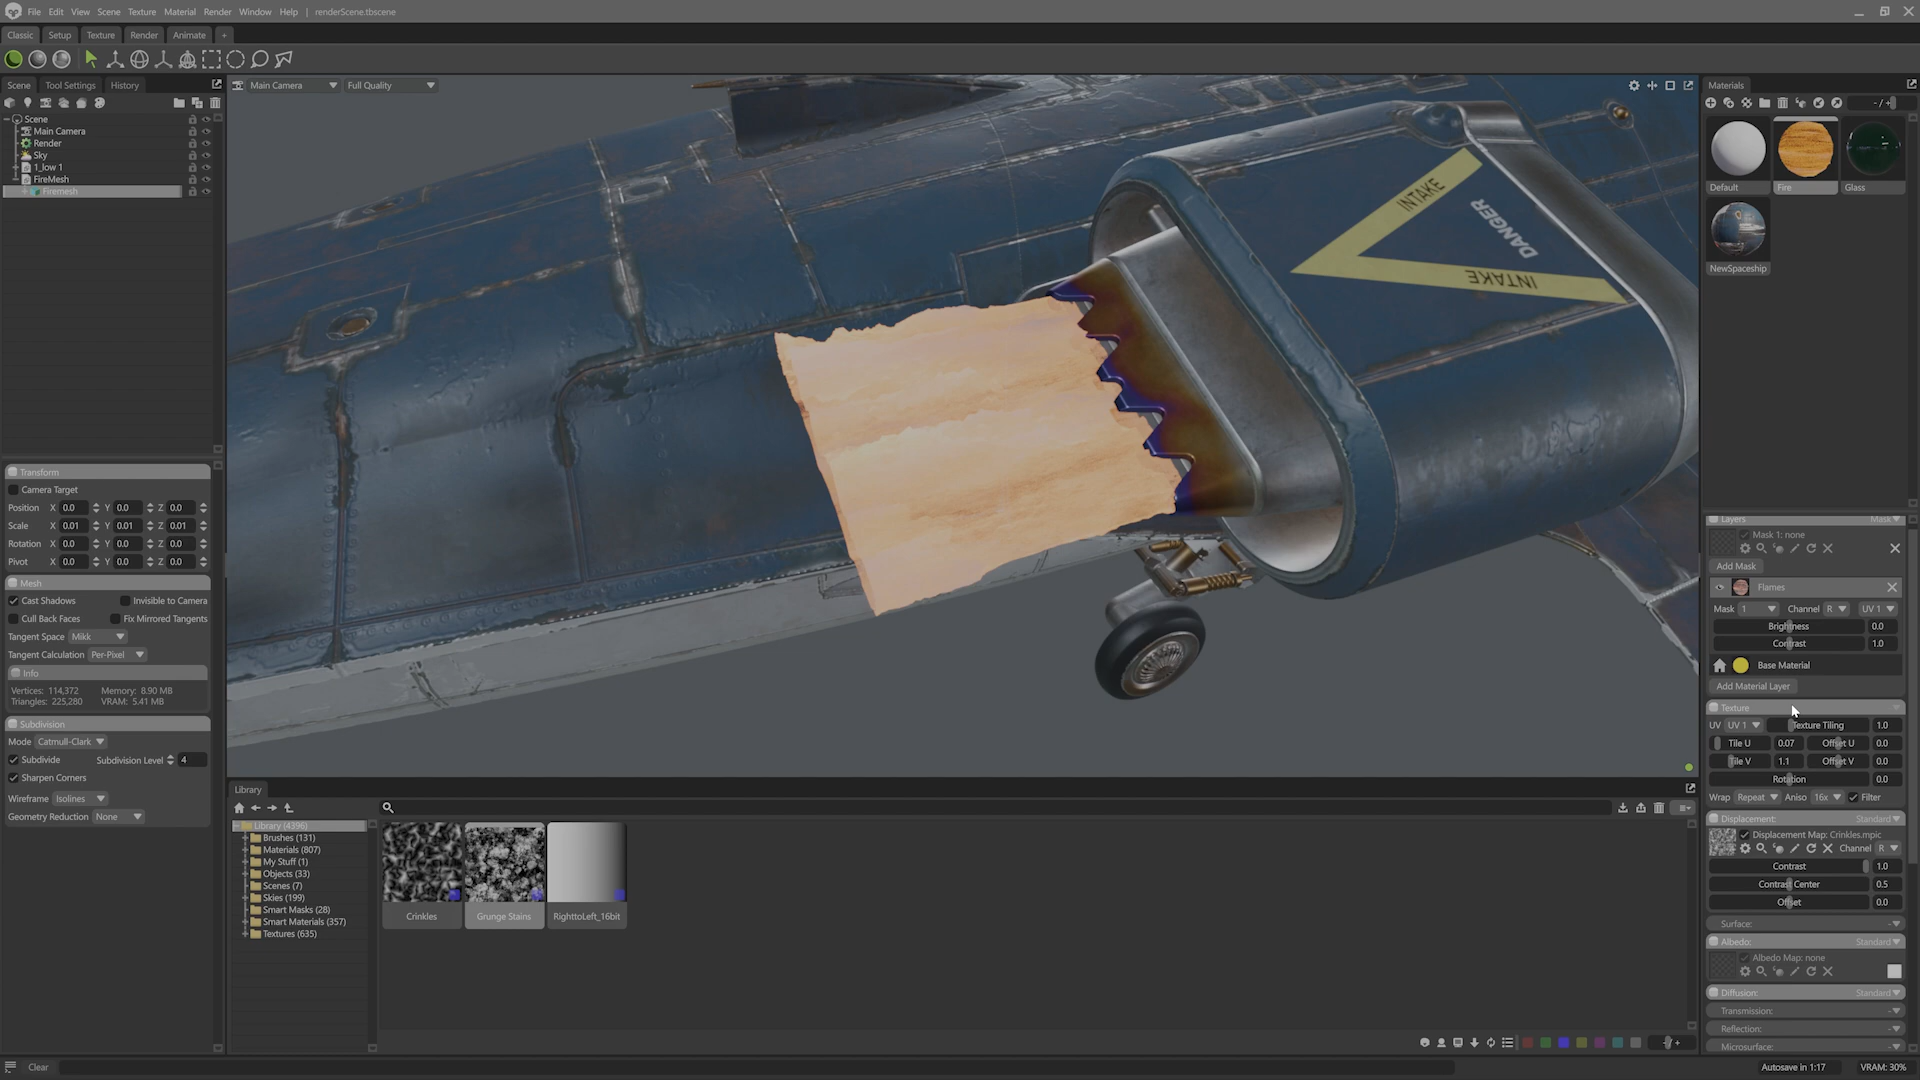 File Edit View Scene Texture Material Render Window Help renderScene.tbscene
Classic Setup Texture Render Animate +
Scene Tool Settings History
Main Camera Full Quality
Materials
- / +
Scene
Main Camera
Render
Sky
1_low 1
FireMesh
Firemesh
Default Fire Glass
NewSpaceship
INTAKE
DANGER
INTAKE
Transform
Camera Target
Position X 0.0 Y 0.0 Z 0.0
Scale X 0.01 Y 0.01 Z 0.01
Rotation X 0.0 Y 0.0 Z 0.0
Pivot X 0.0 Y 0.0 Z 0.0
Mesh
Cast Shadows Invisible to Camera
Cull Back Faces Fix Mirrored Tangents
Tangent Space Mikk
Tangent Calculation Per-Pixel
Info
Vertices: 114,372 Memory: 8.90 MB
Triangles: 225,280 VRAM: 5.41 MB
Subdivision
Mode Catmull-Clark
Subdivide Subdivision Level 4
Sharpen Corners
Wireframe Isolines
Geometry Reduction None
Library
Library (4396)
Brushes (131)
Materials (807)
My Stuff (1)
Objects (33)
Scenes (7)
Skies (199)
Smart Masks (28)
Smart Materials (357)
Textures (635)
Crinkles Grunge Stains RighttoLeft_16bit
Layers Mask
Mask 1: none
Add Mask
Flames
Mask 1 Channel R UV 1
Brightness 0.0
Contrast 1.0
Base Material
Add Material Layer
Texture
UV UV 1 Texture Tiling 1.0
Tile U 0.07 Offset U 0.0
Tile V 1.1 Offset V 0.0
Rotation 0.0
Wrap Repeat Aniso 16x Filter
Displacement: Standard
Displacement Map: Crinkles.mpic
Channel R
Contrast 1.0
Contrast Center 0.5
Offset 0.0
Surface: -
Albedo: Standard
Albedo Map: none
Diffusion: Standard
Transmission: -
Reflection: -
Microsurface: -
Clear
Autosave in 1:17 VRAM: 30%